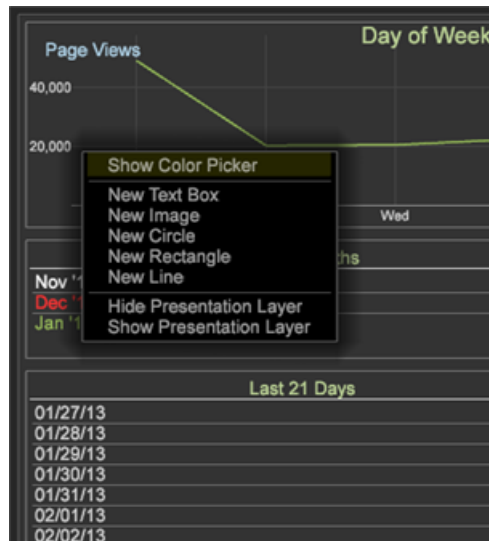 Day of Week
Page Views
40,000
20,000
Show Color Picker
New Text Box
New Image
Wed
New Circle
New Rectangle
New Line
Hide Presentation Layer
Show Presentation Layer
Nov '1
Dec '1
Jan '1
Last 21 Days
01/27/13
01/28/13
01/29/13
01/30/13
01/31/13
02/01/13
02/02/13